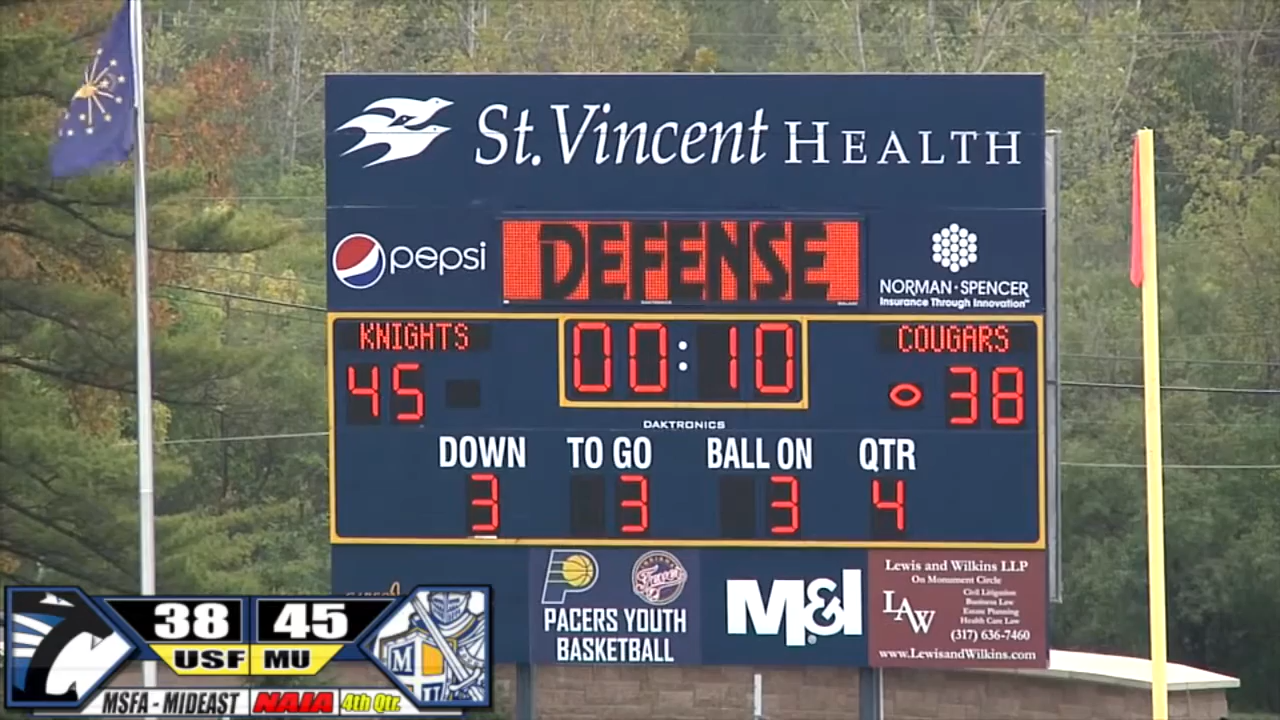 St. Vincent HEALTH
pepsi
DEFENSE
NORMAN·SPENCER
Insurance Through Innovation™
KNIGHTS
00:10
COUGARS
45
38
DAKTRONICS
DOWN
TO GO
BALL ON
QTR
3
3
3
4
PACERS YOUTH
BASKETBALL
M&I
Lewis and Wilkins LLP
On Monument Circle
LAW
Civil Litigation
Business Law
Estate Planning
Health Care Law
(317) 636-7460
www.LewisandWilkins.com
38
45
USF
MU
M
MSFA - MIDEAST
NAIA
4th Qtr.